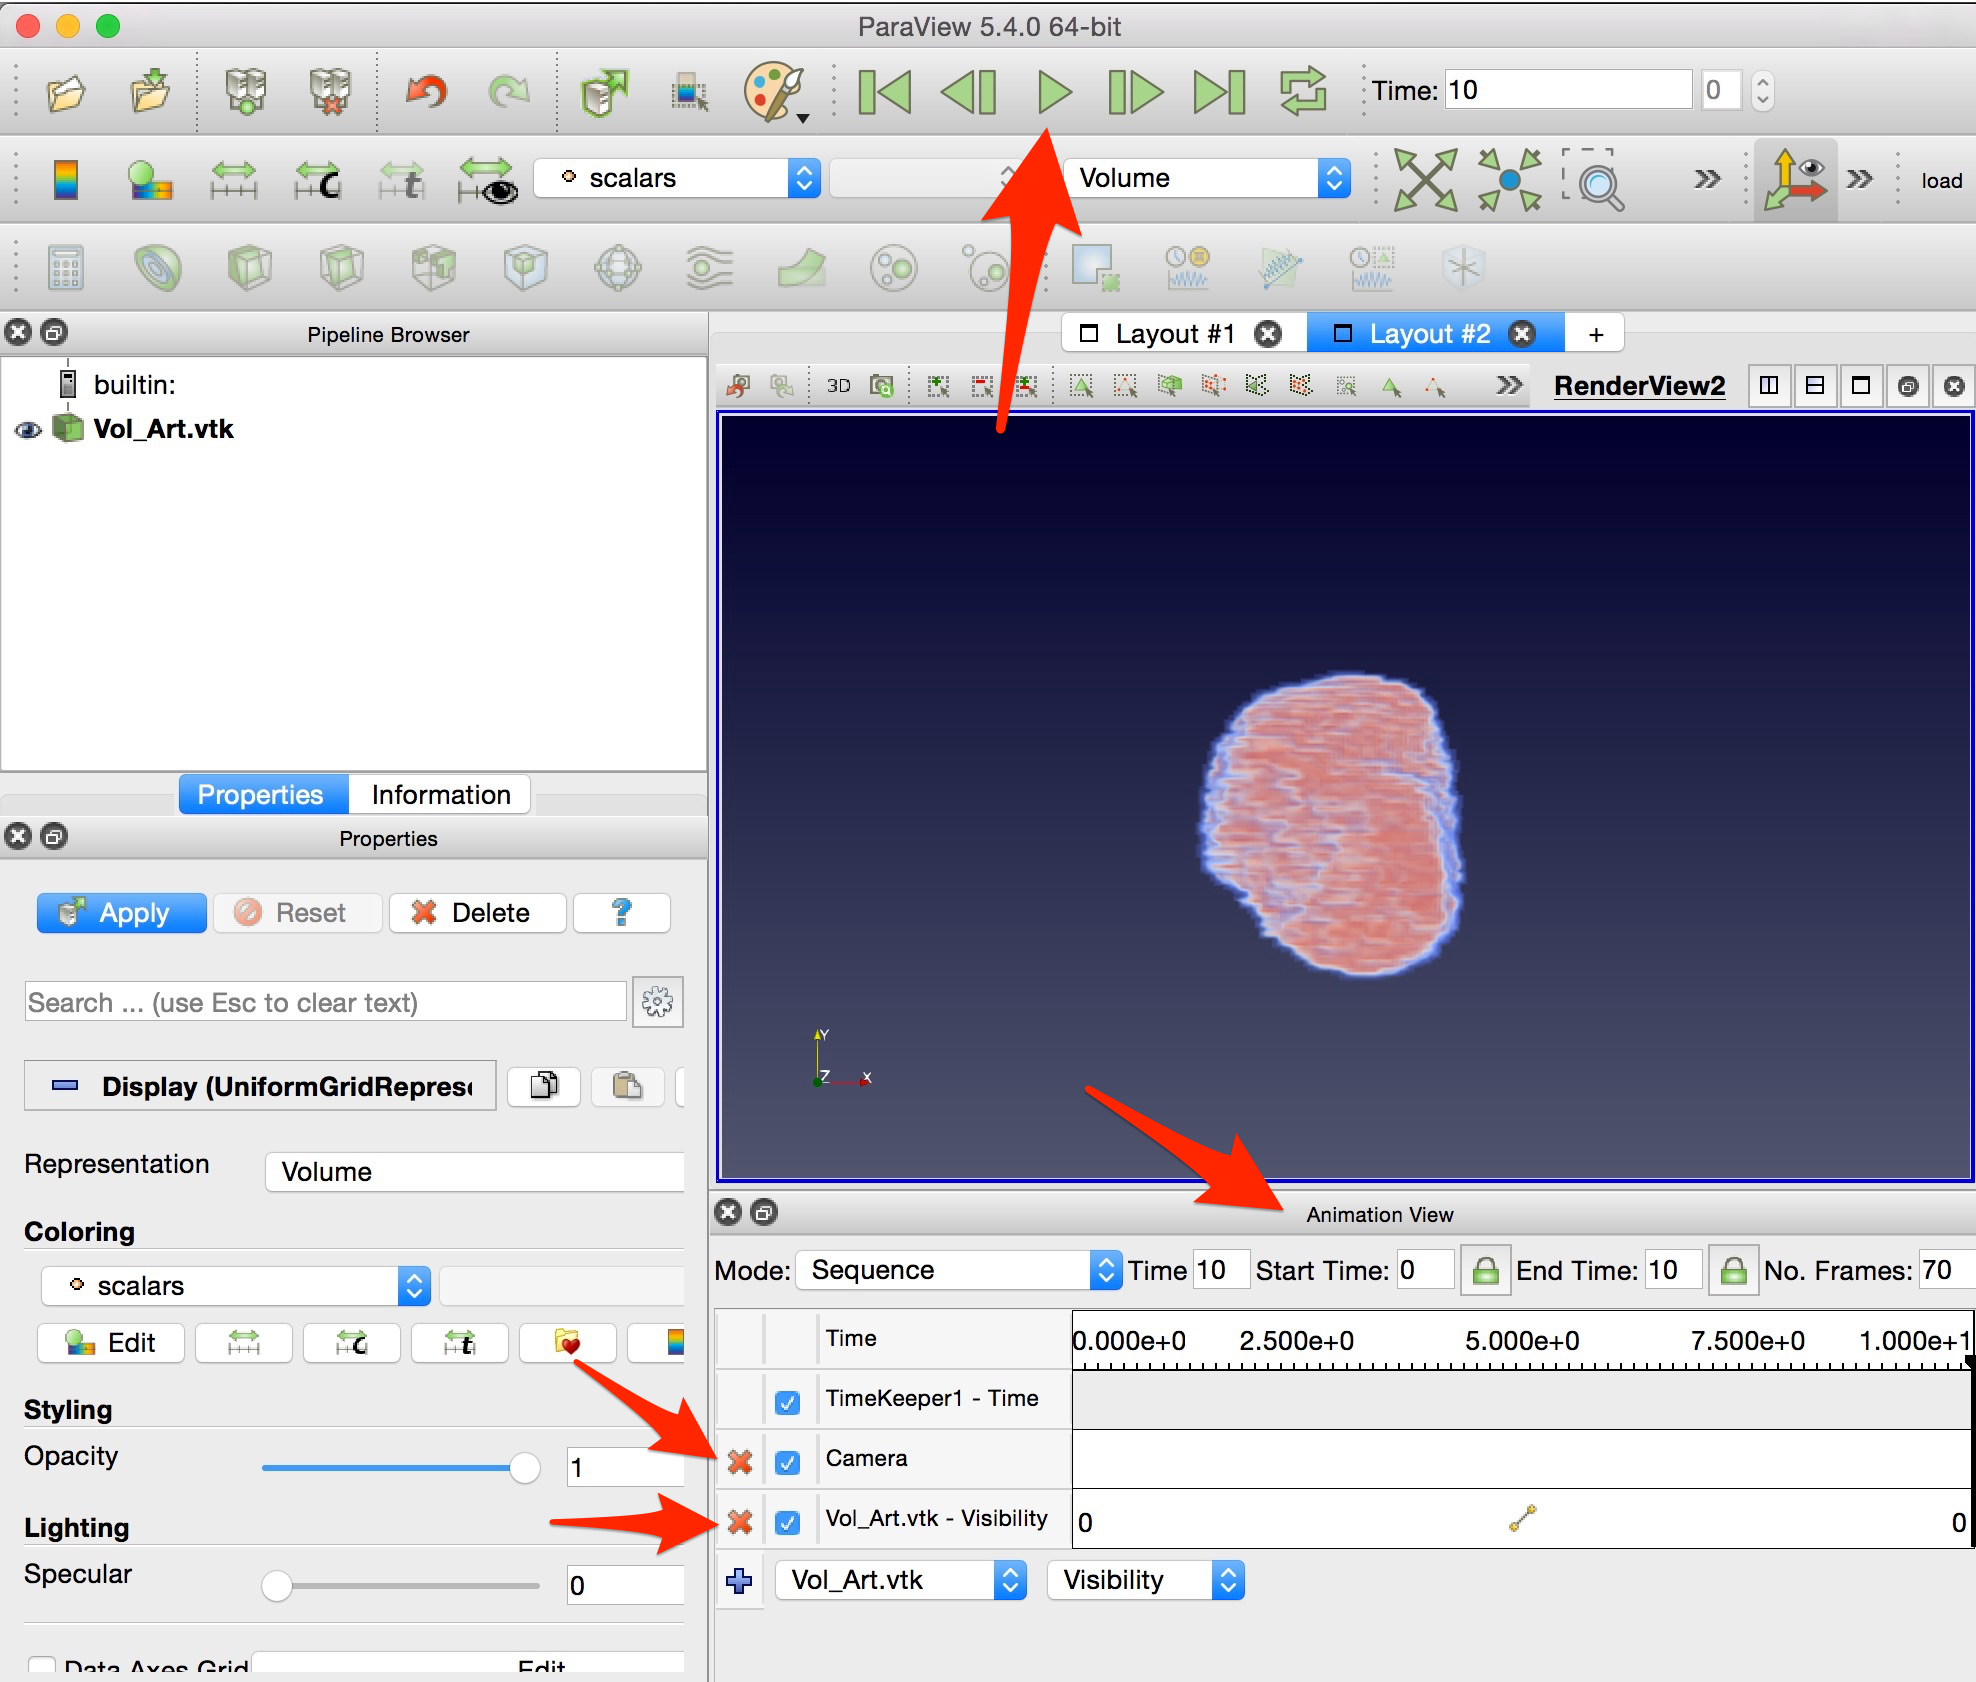 ParaView 5.4.0 64-bit
Time: 10 0
C t scalars Volume load
Pipeline Browser
Layout #1 Layout #2 +
builtin:
3D RenderView2
Vol_Art.vtk
Properties Information
Properties
Apply Reset Delete ?
Search ... (use Esc to clear text)
Y
Z X
Display (UniformGridRepres
Representation Volume
Coloring
Animation View
scalars
Mode: Sequence Time 10 Start Time: 0 End Time: 10 No. Frames: 70
Edit C t
Time 0.000e+0 2.500e+0 5.000e+0 7.500e+0 1.000e+1
Styling
TimeKeeper1 - Time
Opacity 1
Camera
Lighting
Vol_Art.vtk - Visibility 0 0
Specular 0
Vol_Art.vtk Visibility
Data Axes Grid Edit